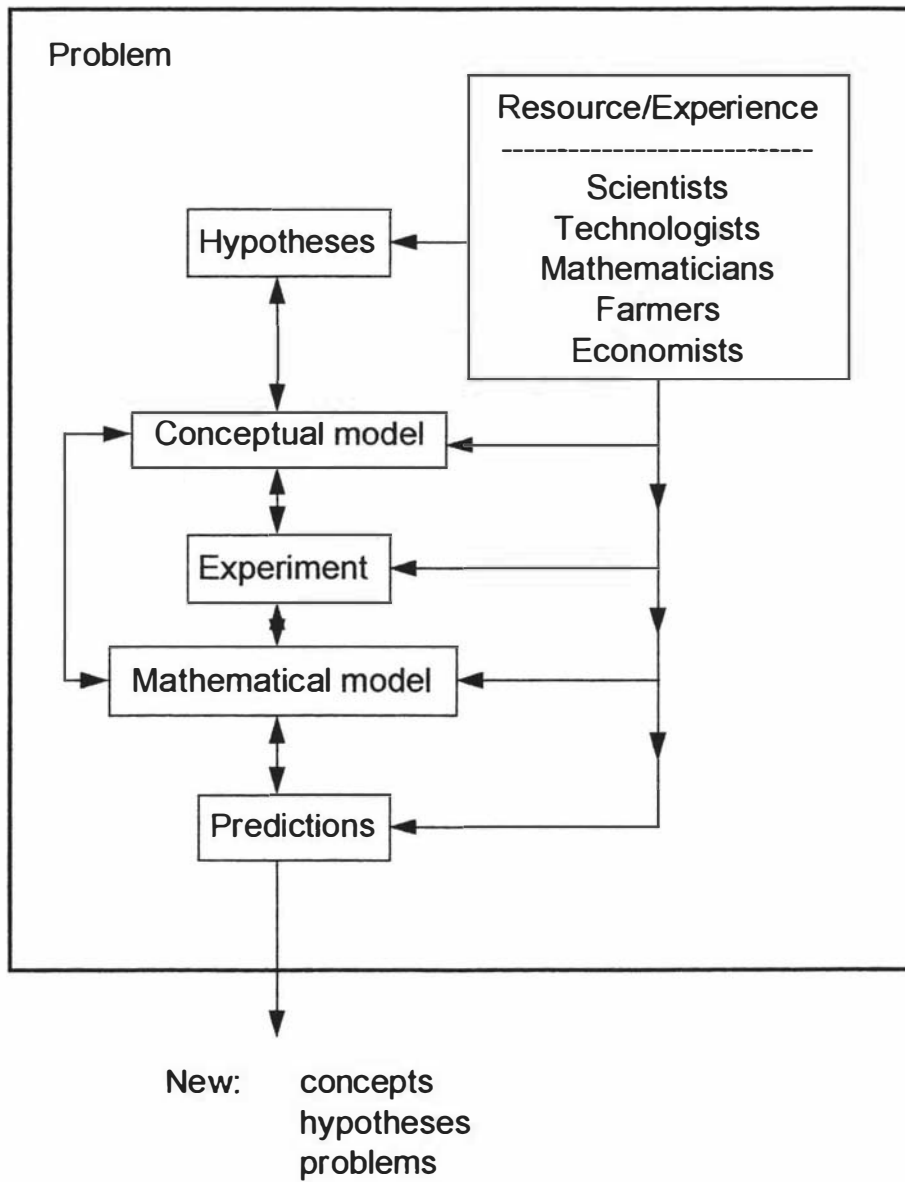 Problem
Resource/Experience
----------------------------
Scientists
Technologists
Mathematicians
Farmers
Economists
Hypotheses
Conceptual model
Experiment
Mathematical model
Predictions
New: concepts
hypotheses
problems